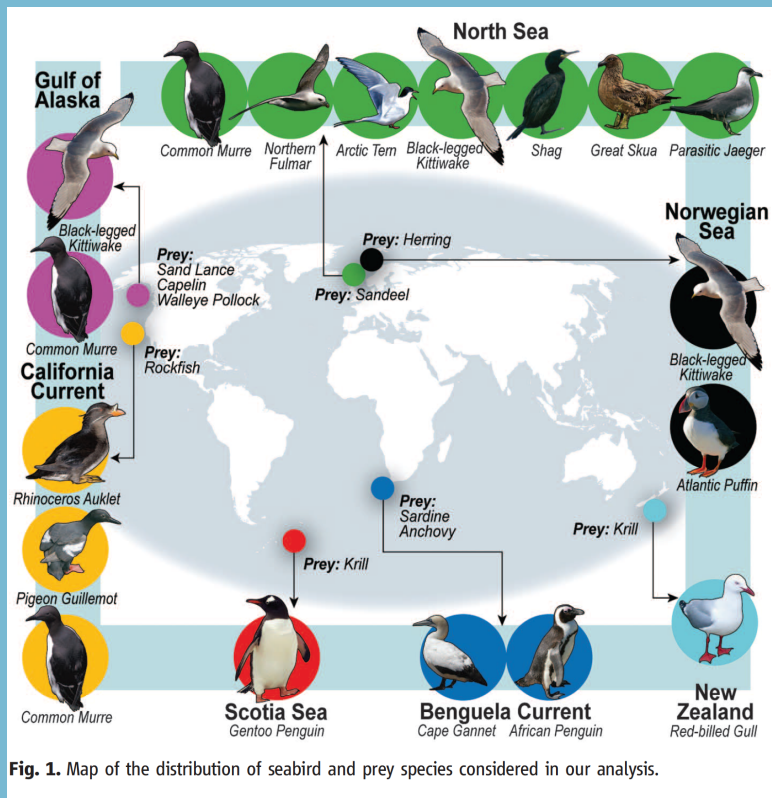 North Sea
Gulf of
Alaska
Common Murre
Northern
Fulmar
Arctic Tern
Black-legged
Kittiwake
Shag
Great Skua
Parasitic Jaeger
Black-legged
Kittiwake
Common Murre
Prey:
Sand Lance
Capelin
Walleye Pollock
Prey: Herring
Prey: Sandeel
Norwegian
Sea
Black-legged
Kittiwake
Atlantic Puffin
Prey:
Rockfish
California
Current
Rhinoceros Auklet
Pigeon Guillemot
Common Murre
Prey: Krill
Prey:
Sardine
Anchovy
Prey: Krill
Scotia Sea
Gentoo Penguin
Benguela Current
Cape Gannet African Penguin
New
Zealand
Red-billed Gull
Fig. 1. Map of the distribution of seabird and prey species considered in our analysis.